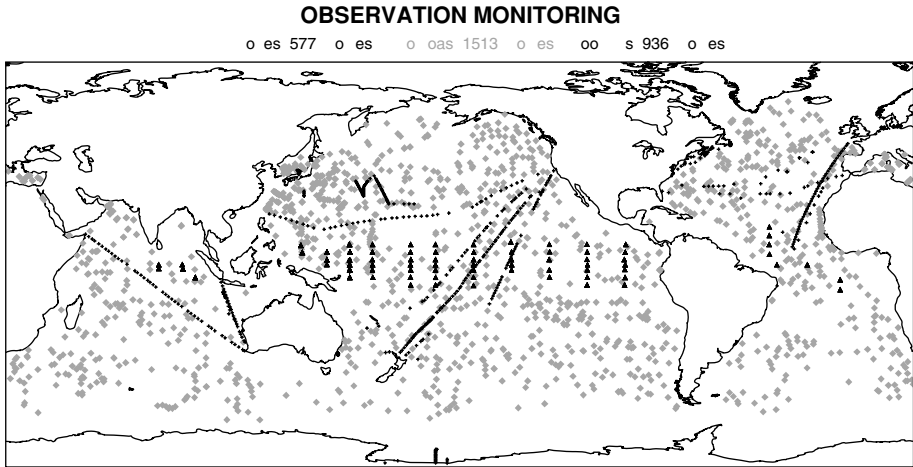 OBSERVATION MONITORING
o es 577 o es o oas 1513 o es oo s 936 o es